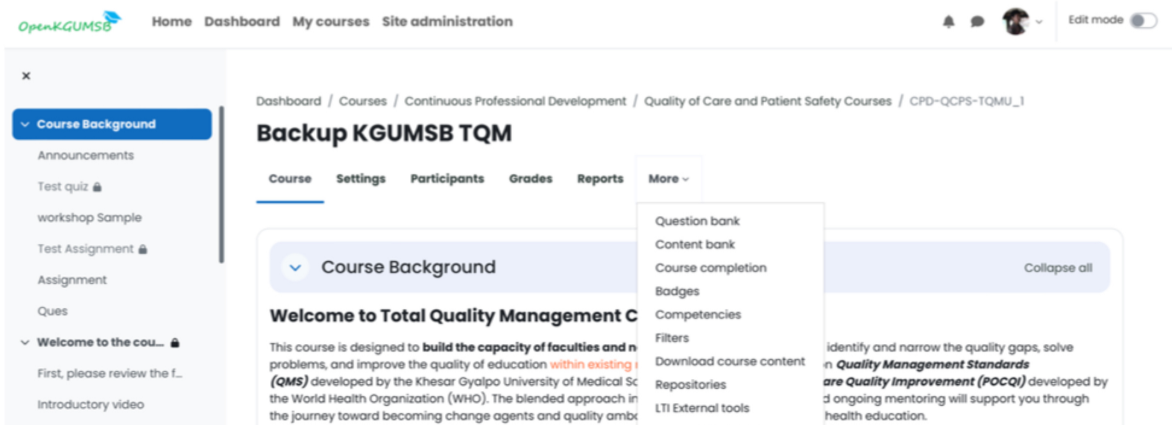 OpenKGUMSB
Home Dashboard My courses Site administration
Edit mode
Course Background
Announcements
Test quiz
workshop Sample
Test Assignment
Assignment
Ques
Welcome to the cou...
First, please review the f...
Introductory video
Dashboard / Courses / Continuous Professional Development / Quality of Care and Patient Safety Courses / CPD-QCPS-TQMU_1
Backup KGUMSB TQM
Course Settings Participants Grades Reports More
Question bank
Content bank
Course completion
Badges
Competencies
Filters
Download course content
Repositories
LTI External tools
Course Background
Collapse all
Welcome to Total Quality Management C
This course is designed to build the capacity of faculties and n identify and narrow the quality gaps, solve
problems, and improve the quality of education within existing Quality Management Standards
(QMS) developed by the Khesar Gyalpo University of Medical Sc are Quality Improvement (POCQI) developed by
the World Health Organization (WHO). The blended approach in d ongoing mentoring will support you through
the journey toward becoming change agents and quality amb health education.